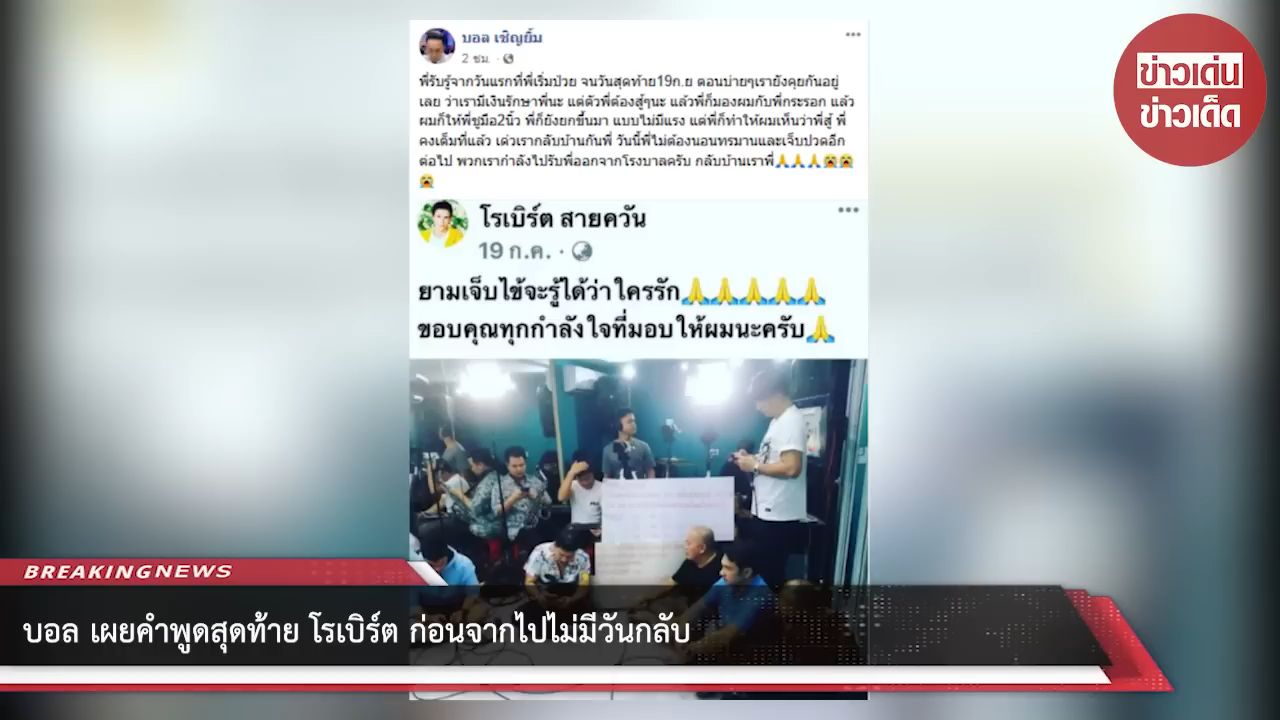 บอล เชิญยิ้ม
2 ชม.
พี่รับรู้จากวันแรกที่พี่เริ่มป่วย จนวันสุดท้าย19ก.ย ตอนบ่ายๆเรายังคุยกันอยู่
เลย ว่าเรามีเงินรักษาพี่นะ แต่ตัวพี่ต้องสู้ๆนะ แล้วพี่ก็มองผมกับพี่กระรอก แล้ว
ผมก็ให้พี่ชูมือ2นิ้ว พี่ก็ยังยกขึ้นมา แบบไม่มีแรง แต่พี่ก็ทำให้ผมเห็นว่าพี่สู้ พี่
คงเต็มที่แล้ว เด๋วเรากลับบ้านกันพี่ วันนี้พี่ไม่ต้องนอนทรมานและเจ็บปวดอีก
ต่อไป พวกเรากำลังไปรับพี่ออกจากโรงบาลครับ กลับบ้านเราพี่🙏🙏🙏😭😭
😭
โรเบิร์ต สายควัน
19 ก.ค.
ยามเจ็บไข้จะรู้ได้ว่าใครรัก🙏🙏🙏🙏🙏
ขอบคุณทุกกำลังใจที่มอบให้ผมนะครับ🙏
ข่าวเด่น
ข่าวเด็ด
BREAKING NEWS
บอล เผยคำพูดสุดท้าย โรเบิร์ต ก่อนจากไปไม่มีวันกลับ